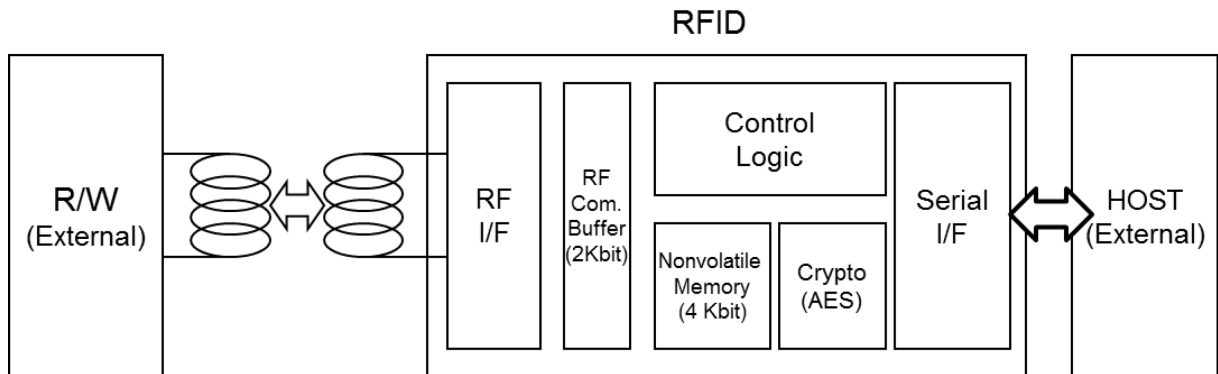 RFID
R/W
(External)
RF
I/F
RF
Com.
Buffer
(2Kbit)
Control
Logic
Nonvolatile
Memory
(4 Kbit)
Crypto
(AES)
Serial
I/F
HOST
(External)